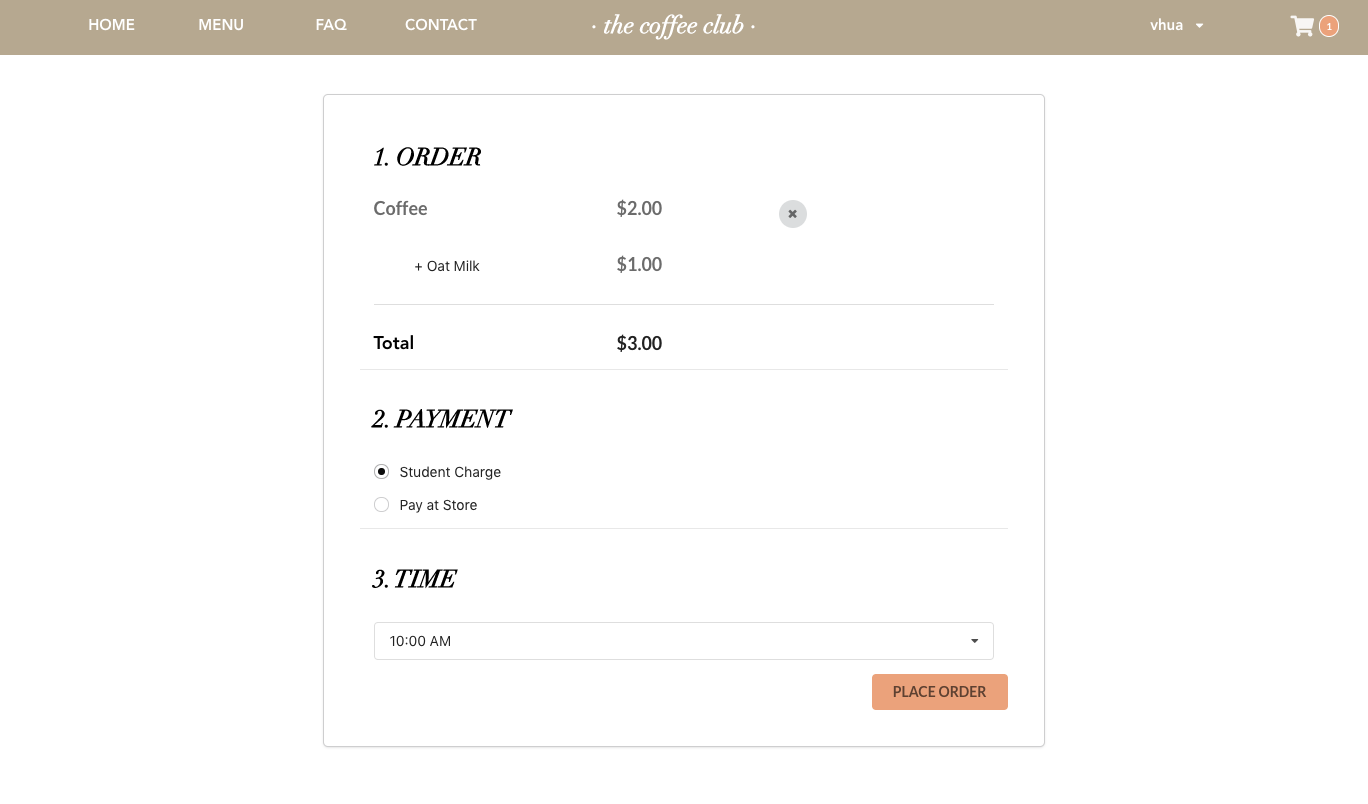 HOME MENU FAQ CONTACT · the coffee club · vhua 1
1. ORDER
Coffee $2.00
+ Oat Milk $1.00
Total $3.00
2. PAYMENT
Student Charge
Pay at Store
3. TIME
10:00 AM
PLACE ORDER